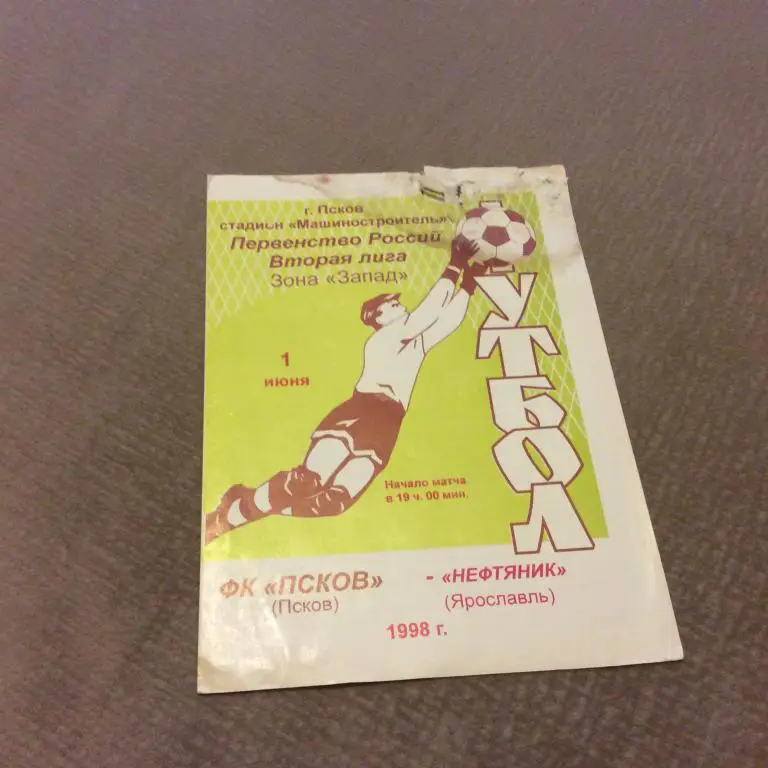 г. Псков
стадион «Машиностроитель»
Первенство Россий
Вторая лига
Зона «Запад»
1
июня
ФУТБОЛ
Начало матча
в 19 ч. 00 мин.
ФК «ПСКОВ» - «НЕФТЯНИК»
(Псков) (Ярославль)
1998 г.